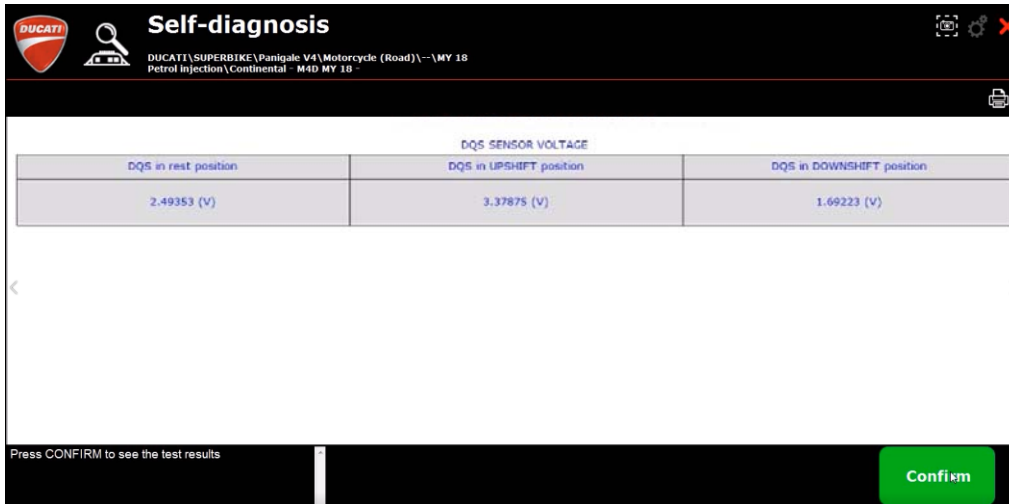 DUCATI
Self-diagnosis
DUCATI\SUPERBIKE\Panigale V4\Motorcycle (Road)\--\MY 18
Petrol injection\Continental - M4D MY 18 -
DQS SENSOR VOLTAGE
DQS in rest position DQS in UPSHIFT position DQS in DOWNSHIFT position
2.49353 (V) 3.37875 (V) 1.69223 (V)
Press CONFIRM to see the test results
Confirm